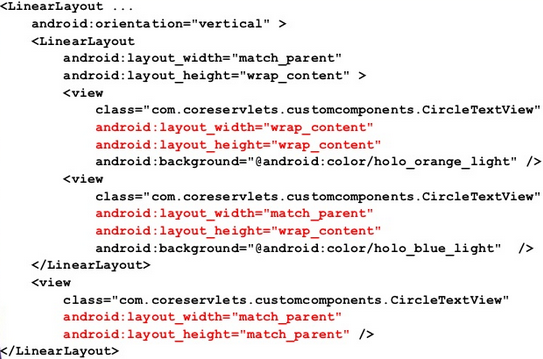 <LinearLayout ...
android:orientation="vertical" >
<LinearLayout
android:layout_width="match_parent"
android:layout_height="wrap_content" >
<view
class="com.coreservlets.customcomponents.CircleTextView"
android:layout_width="wrap_content"
android:layout_height="wrap_content"
android:background="@android:color/holo_orange_light" />
<view
class="com.coreservlets.customcomponents.CircleTextView"
android:layout_width="match_parent"
android:layout_height="wrap_content"
android:background="@android:color/holo_blue_light"  />
</LinearLayout>
<view
class="com.coreservlets.customcomponents.CircleTextView"
android:layout_width="match_parent"
android:layout_height="match_parent" />
</LinearLayout>